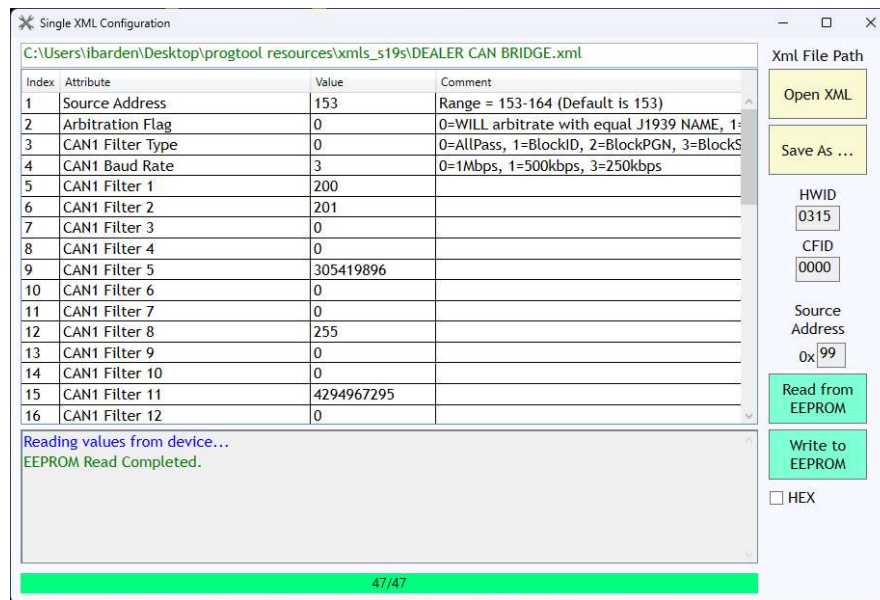 Single XML Configuration
C:\Users\ibarden\Desktop\progtool resources\xmls_s19s\DEALER CAN BRIDGE.xml
Index Attribute Value Comment
1 Source Address 153 Range = 153-164 (Default is 153)
2 Arbitration Flag 0 0=WILL arbitrate with equal J1939 NAME, 1=
3 CAN1 Filter Type 0 0=AllPass, 1=BlockID, 2=BlockPGN, 3=BlockS
4 CAN1 Baud Rate 3 0=1Mbps, 1=500kbps, 3=250kbps
5 CAN1 Filter 1 200
6 CAN1 Filter 2 201
7 CAN1 Filter 3 0
8 CAN1 Filter 4 0
9 CAN1 Filter 5 305419896
10 CAN1 Filter 6 0
11 CAN1 Filter 7 0
12 CAN1 Filter 8 255
13 CAN1 Filter 9 0
14 CAN1 Filter 10 0
15 CAN1 Filter 11 4294967295
16 CAN1 Filter 12 0
Reading values from device...
EEPROM Read Completed.
47/47
Xml File Path
Open XML
Save As ...
HWID
0315
CFID
0000
Source
Address
0x 99
Read from
EEPROM
Write to
EEPROM
HEX